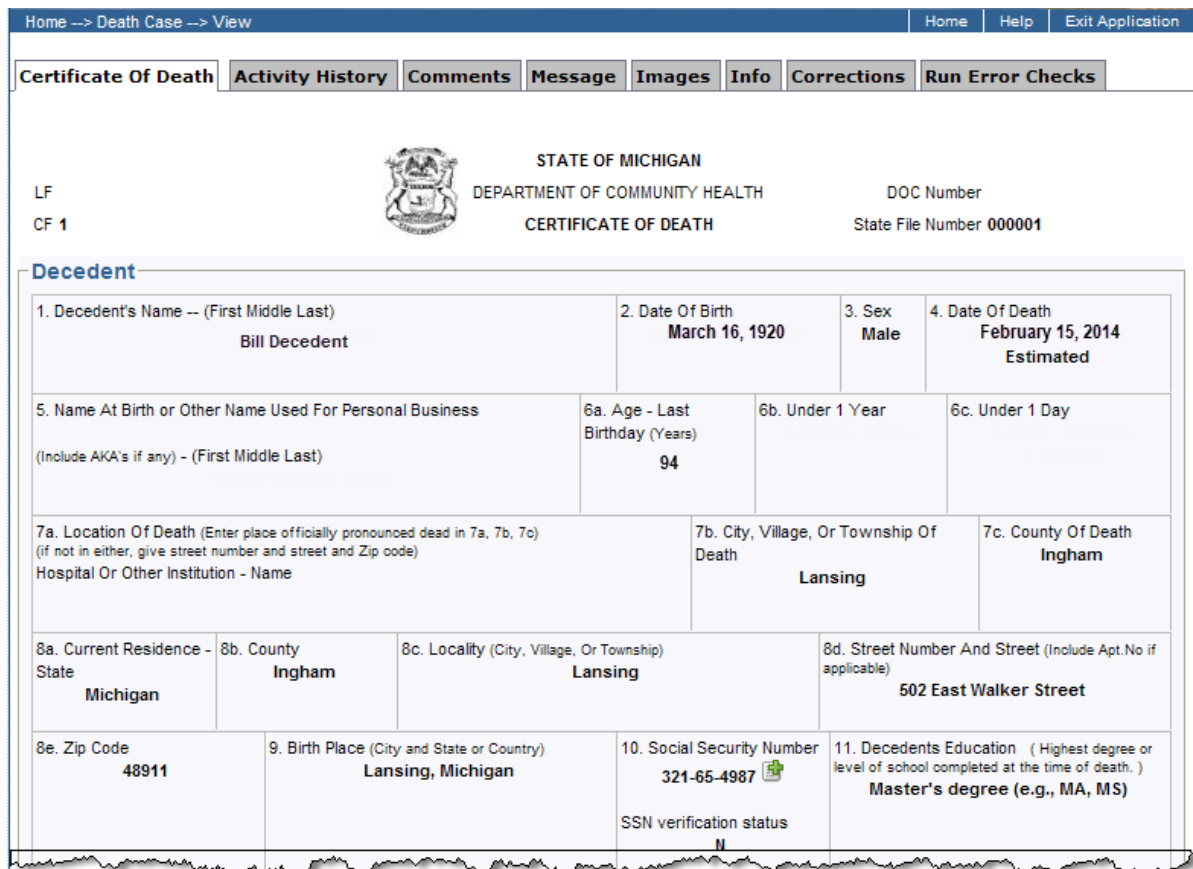 Home --> Death Case --> View
Home Help Exit Application
Certificate Of Death Activity History Comments Message Images Info Corrections Run Error Checks
STATE OF MICHIGAN
LF DEPARTMENT OF COMMUNITY HEALTH DOC Number
CF 1 CERTIFICATE OF DEATH State File Number 000001
Decedent
1. Decedent's Name -- (First Middle Last)
Bill Decedent
2. Date Of Birth
March 16, 1920
3. Sex
Male
4. Date Of Death
February 15, 2014
Estimated
5. Name At Birth or Other Name Used For Personal Business
(Include AKA's if any) - (First Middle Last)
6a. Age - Last
Birthday (Years)
94
6b. Under 1 Year
6c. Under 1 Day
7a. Location Of Death (Enter place officially pronounced dead in 7a, 7b, 7c)
(if not in either, give street number and street and Zip code)
Hospital Or Other Institution - Name
7b. City, Village, Or Township Of
Death
Lansing
7c. County Of Death
Ingham
8a. Current Residence -
State
Michigan
8b. County
Ingham
8c. Locality (City, Village, Or Township)
Lansing
8d. Street Number And Street (Include Apt.No if
applicable)
502 East Walker Street
8e. Zip Code
48911
9. Birth Place (City and State or Country)
Lansing, Michigan
10. Social Security Number
321-65-4987
SSN verification status
N
11. Decedents Education ( Highest degree or
level of school completed at the time of death. )
Master's degree (e.g., MA, MS)